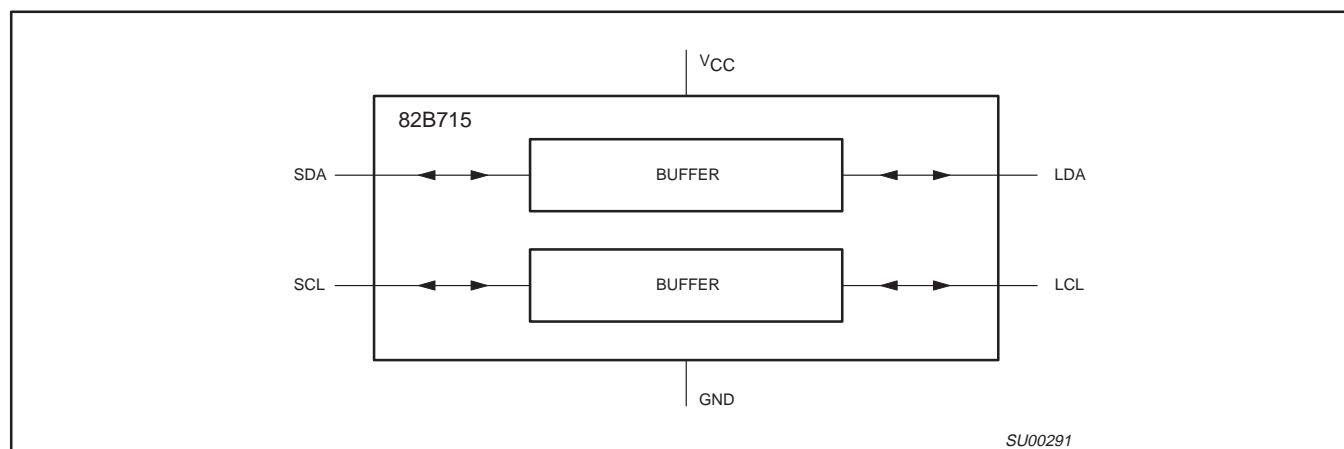 VCC
82B715
SDA BUFFER LDA
SCL BUFFER LCL
GND
SU00291